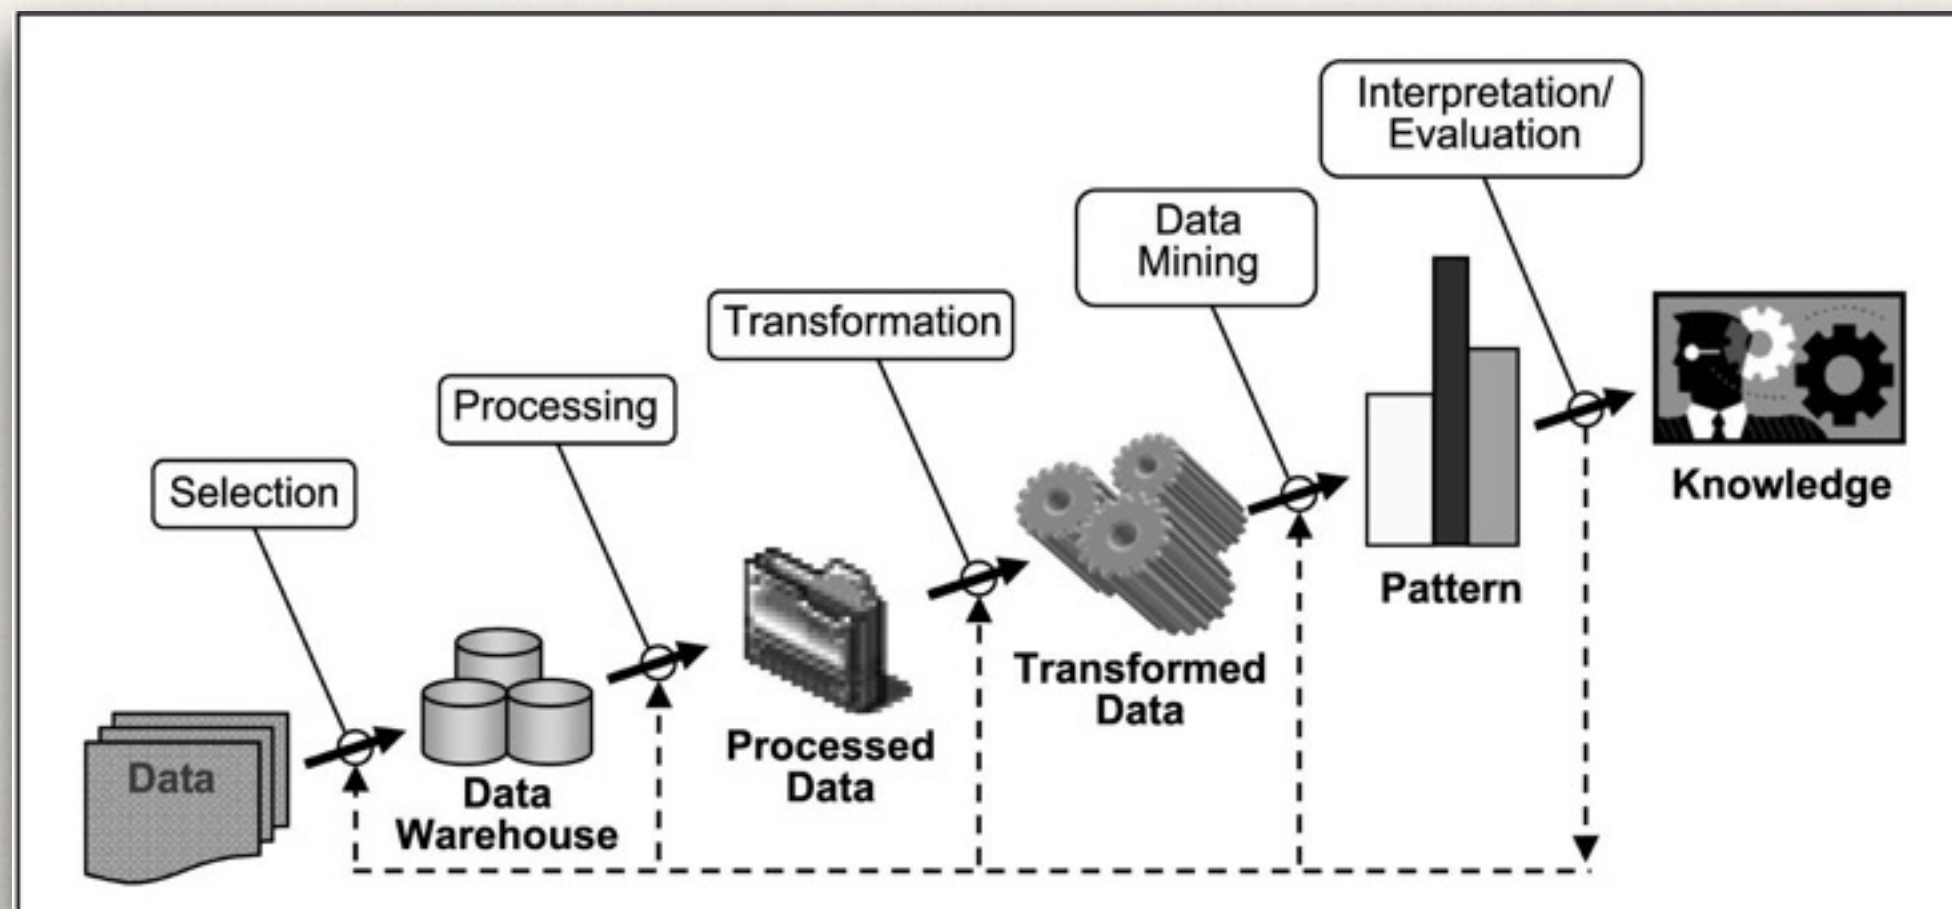 Interpretation/
Evaluation
Data
Mining
Transformation
Processing
Selection
Knowledge
Pattern
Transformed
Data
Processed
Data
Data
Warehouse
Data